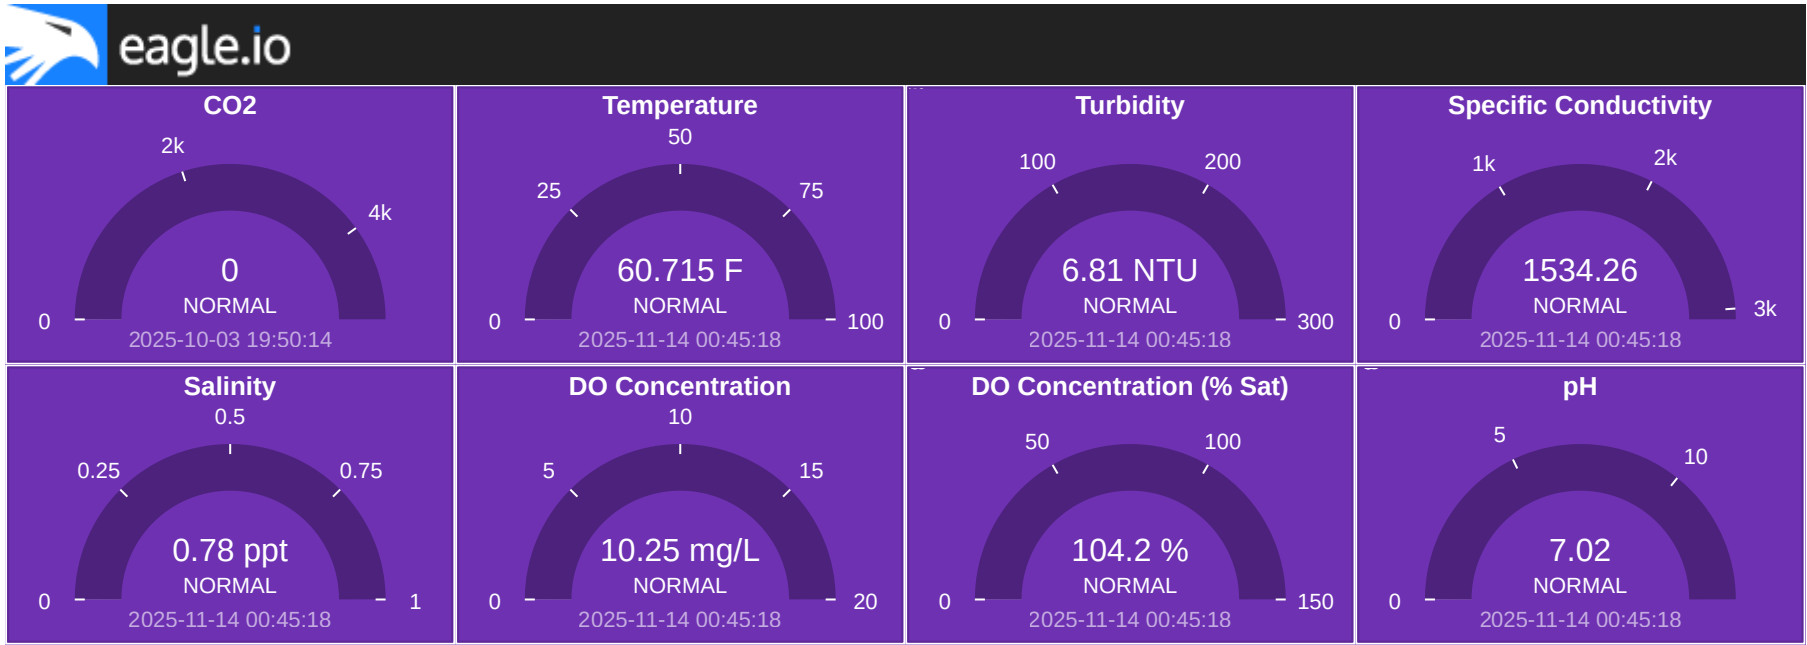 eagle.io
CO2
2k
4k
0
0
NORMAL
2025-10-03 19:50:14
Temperature
50
25
75
60.715 F
NORMAL
0
100
2025-11-14 00:45:18
Turbidity
100
200
6.81 NTU
NORMAL
0
300
2025-11-14 00:45:18
Specific Conductivity
1k
2k
1534.26
NORMAL
0
3k
2025-11-14 00:45:18
Salinity
0.5
0.25
0.75
0.78 ppt
NORMAL
0
1
2025-11-14 00:45:18
DO Concentration
10
5
15
10.25 mg/L
NORMAL
0
20
2025-11-14 00:45:18
DO Concentration (% Sat)
50
100
104.2 %
NORMAL
0
150
2025-11-14 00:45:18
pH
5
10
7.02
NORMAL
0
2025-11-14 00:45:18